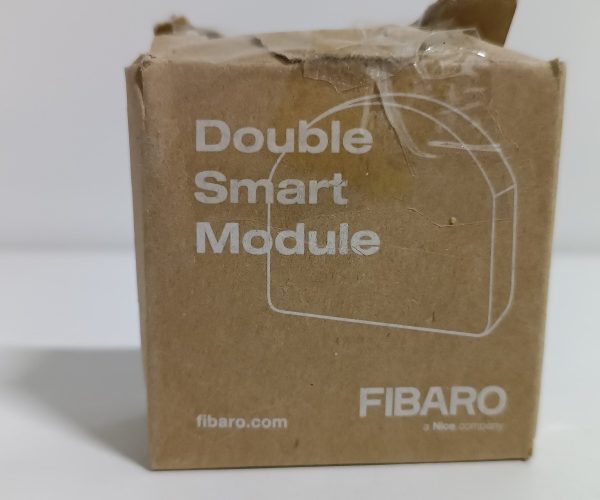 Double
Smart
Module
fibaro.com
FIBARO
a Nice company